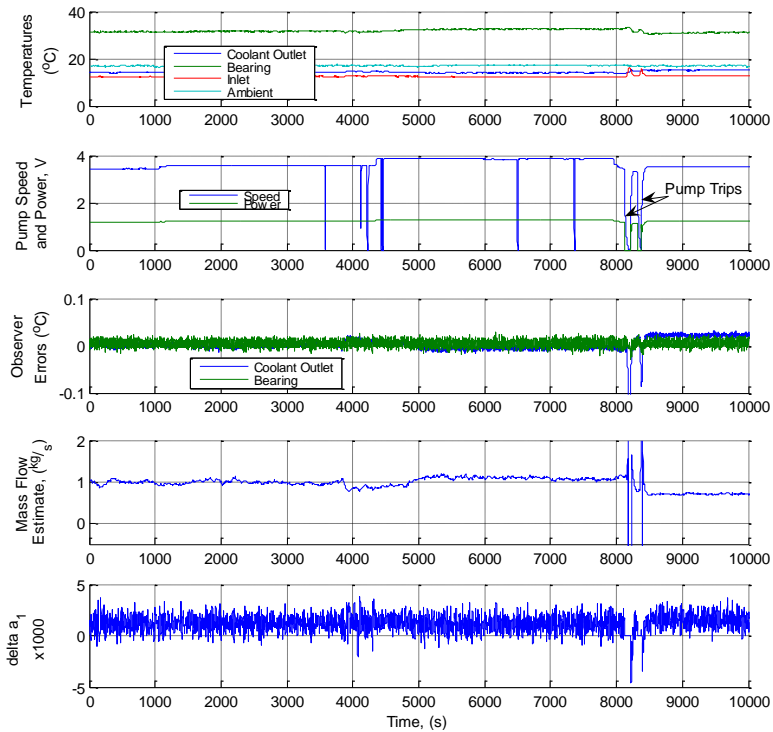 Temperatures
(°C)
40
20
0
Coolant Outlet
Bearing
Inlet
Ambient
0 1000 2000 3000 4000 5000 6000 7000 8000 9000 10000
Pump Speed
and Power, V
4
2
0
Speed
Power
Pump Trips
0 1000 2000 3000 4000 5000 6000 7000 8000 9000 10000
Observer
Errors (°C)
0.1
0
-0.1
Coolant Outlet
Bearing
0 1000 2000 3000 4000 5000 6000 7000 8000 9000 10000
Mass Flow
Estimate, (kg/s)
2
1
0
0 1000 2000 3000 4000 5000 6000 7000 8000 9000 10000
delta a1
x1000
5
0
-5
0 1000 2000 3000 4000 5000 6000 7000 8000 9000 10000
Time, (s)